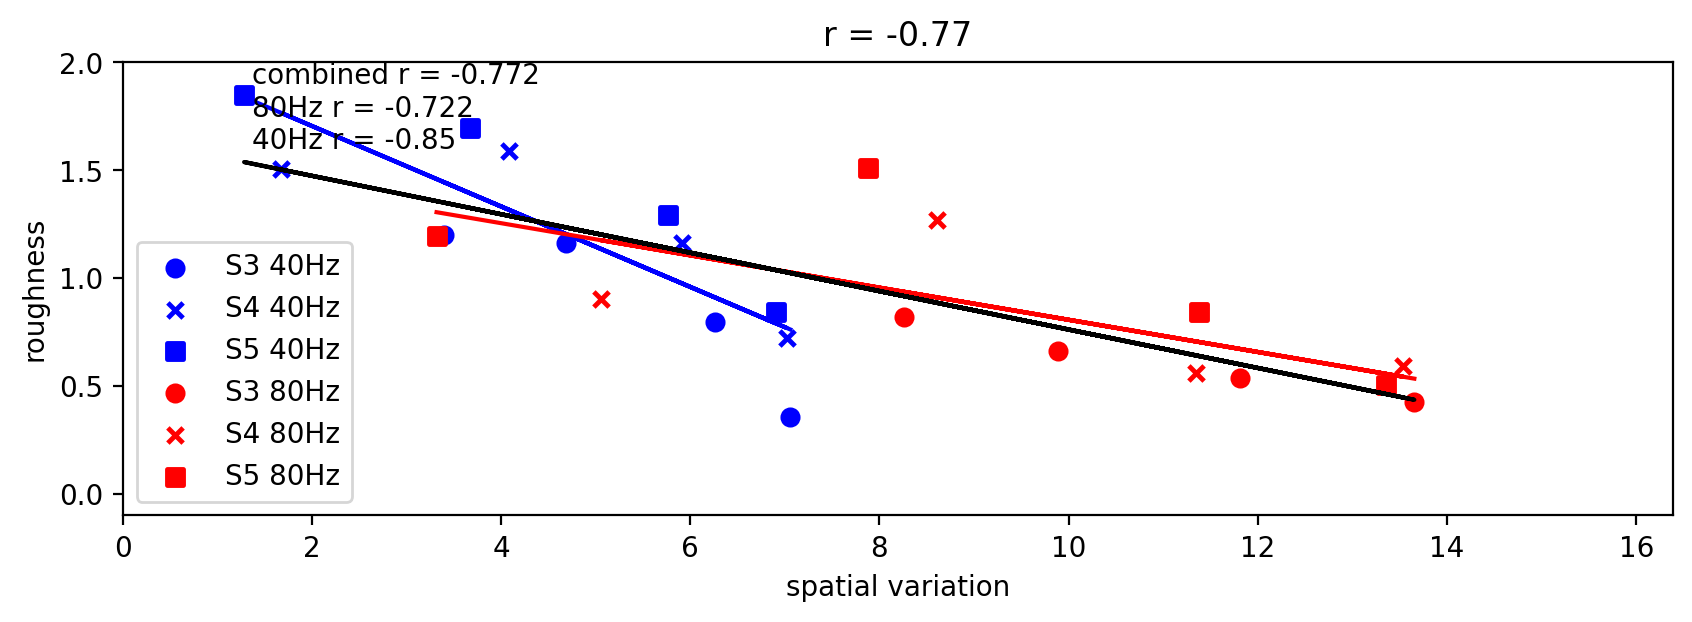 r = -0.77
combined r = -0.772
80Hz r = -0.722
40Hz r = -0.85
2.0
1.5
1.0
0.5
0.0
roughness
S3 40Hz
S4 40Hz
S5 40Hz
S3 80Hz
S4 80Hz
S5 80Hz
0 2 4 6 8 10 12 14 16
spatial variation